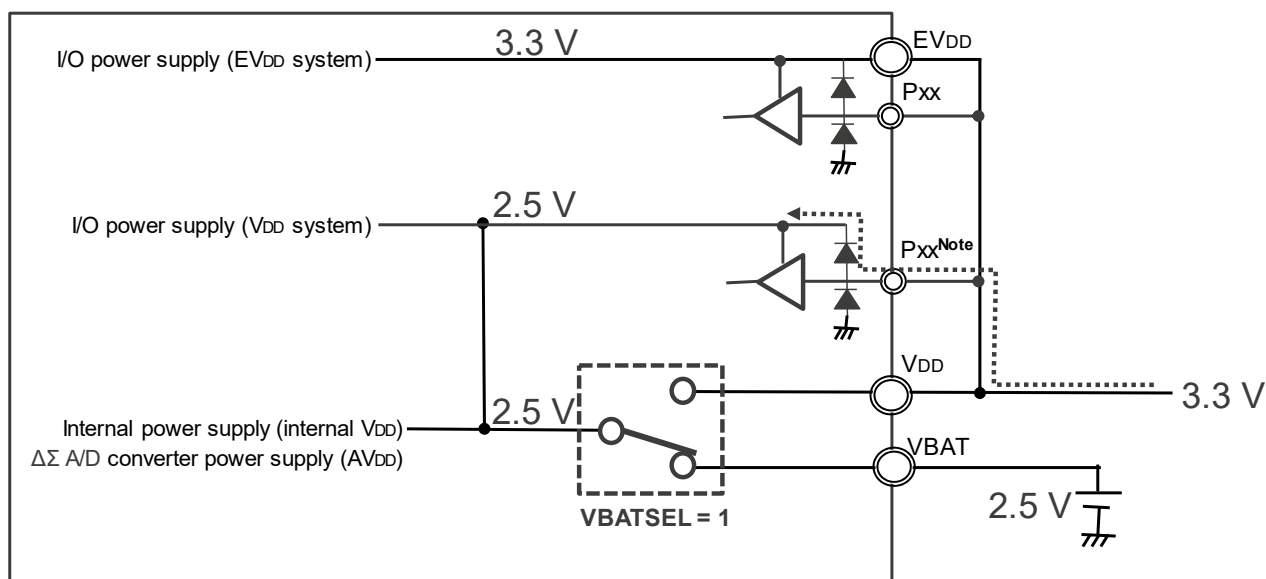 3.3 V
EVDD
I/O power supply (EVDD system)
Pxx
2.5 V
I/O power supply (VDD system)
PxxNote
VDD
3.3 V
2.5 V
Internal power supply (internal VDD)
ΔΣ A/D converter power supply (AVDD)
VBAT
2.5 V
VBATSEL = 1